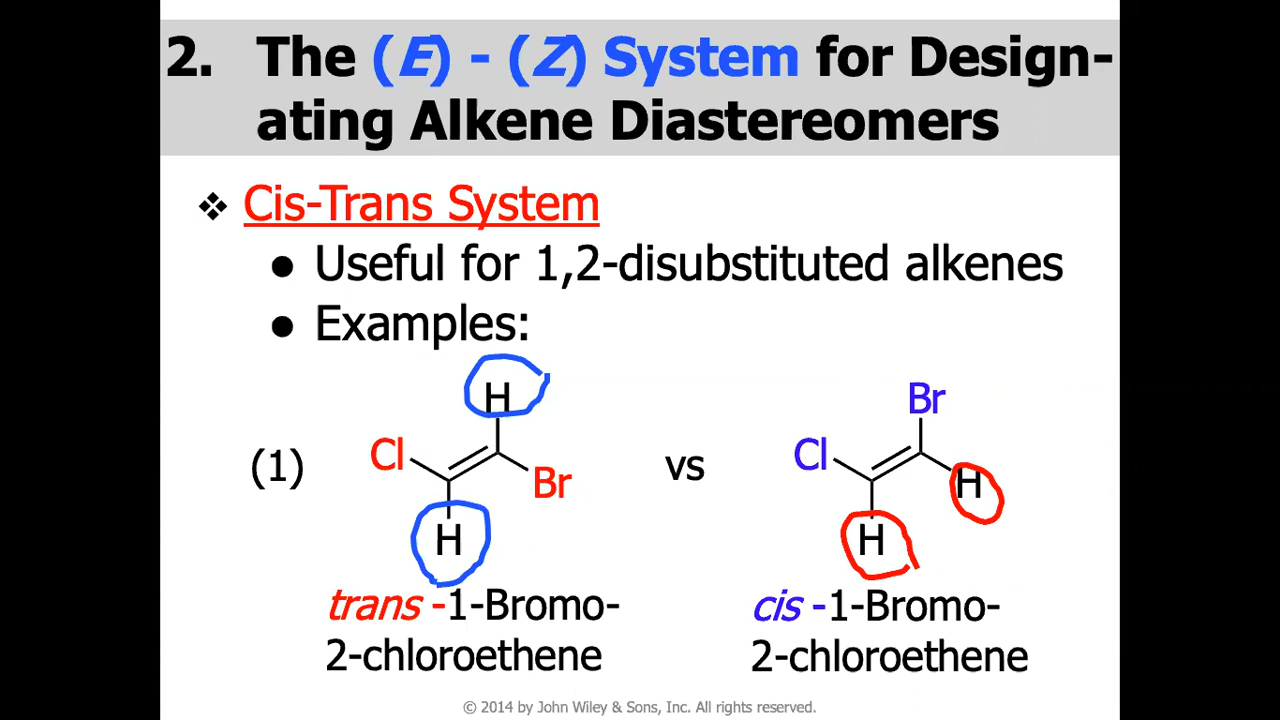 2. The (E) - (Z) System for Design-
ating Alkene Diastereomers
❖ Cis-Trans System
● Useful for 1,2-disubstituted alkenes
● Examples:
H
Br
(1)
Cl
Br
vs
Cl
H
H
H
trans -1-Bromo-
2-chloroethene
cis -1-Bromo-
2-chloroethene
© 2014 by John Wiley & Sons, Inc. All rights reserved.